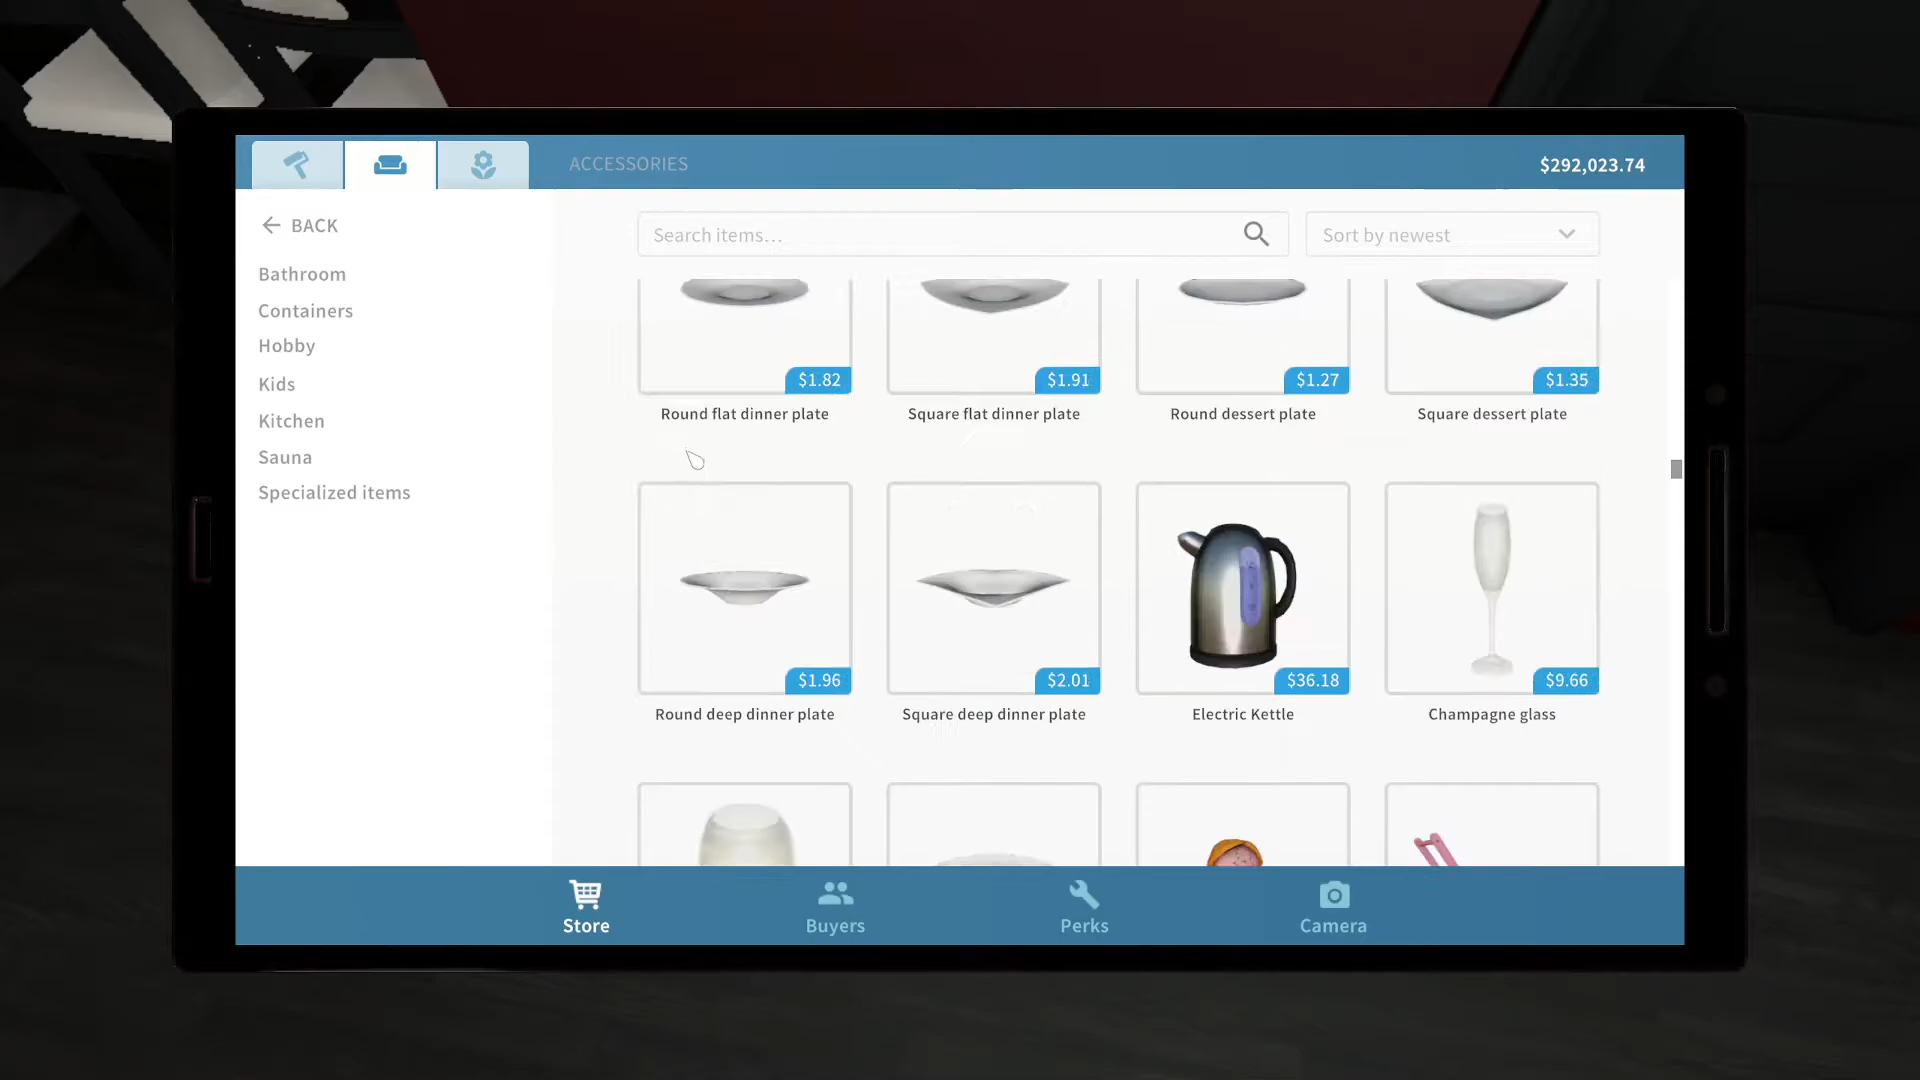 ACCESSORIES
$292,023.74
BACK
Search items...
Sort by newest
Bathroom
Containers
Hobby
Kids
Kitchen
Sauna
Specialized items
$1.82
$1.91
$1.27
$1.35
Round flat dinner plate
Square flat dinner plate
Round dessert plate
Square dessert plate
$1.96
$2.01
$36.18
$9.66
Round deep dinner plate
Square deep dinner plate
Electric Kettle
Champagne glass
Store
Buyers
Perks
Camera